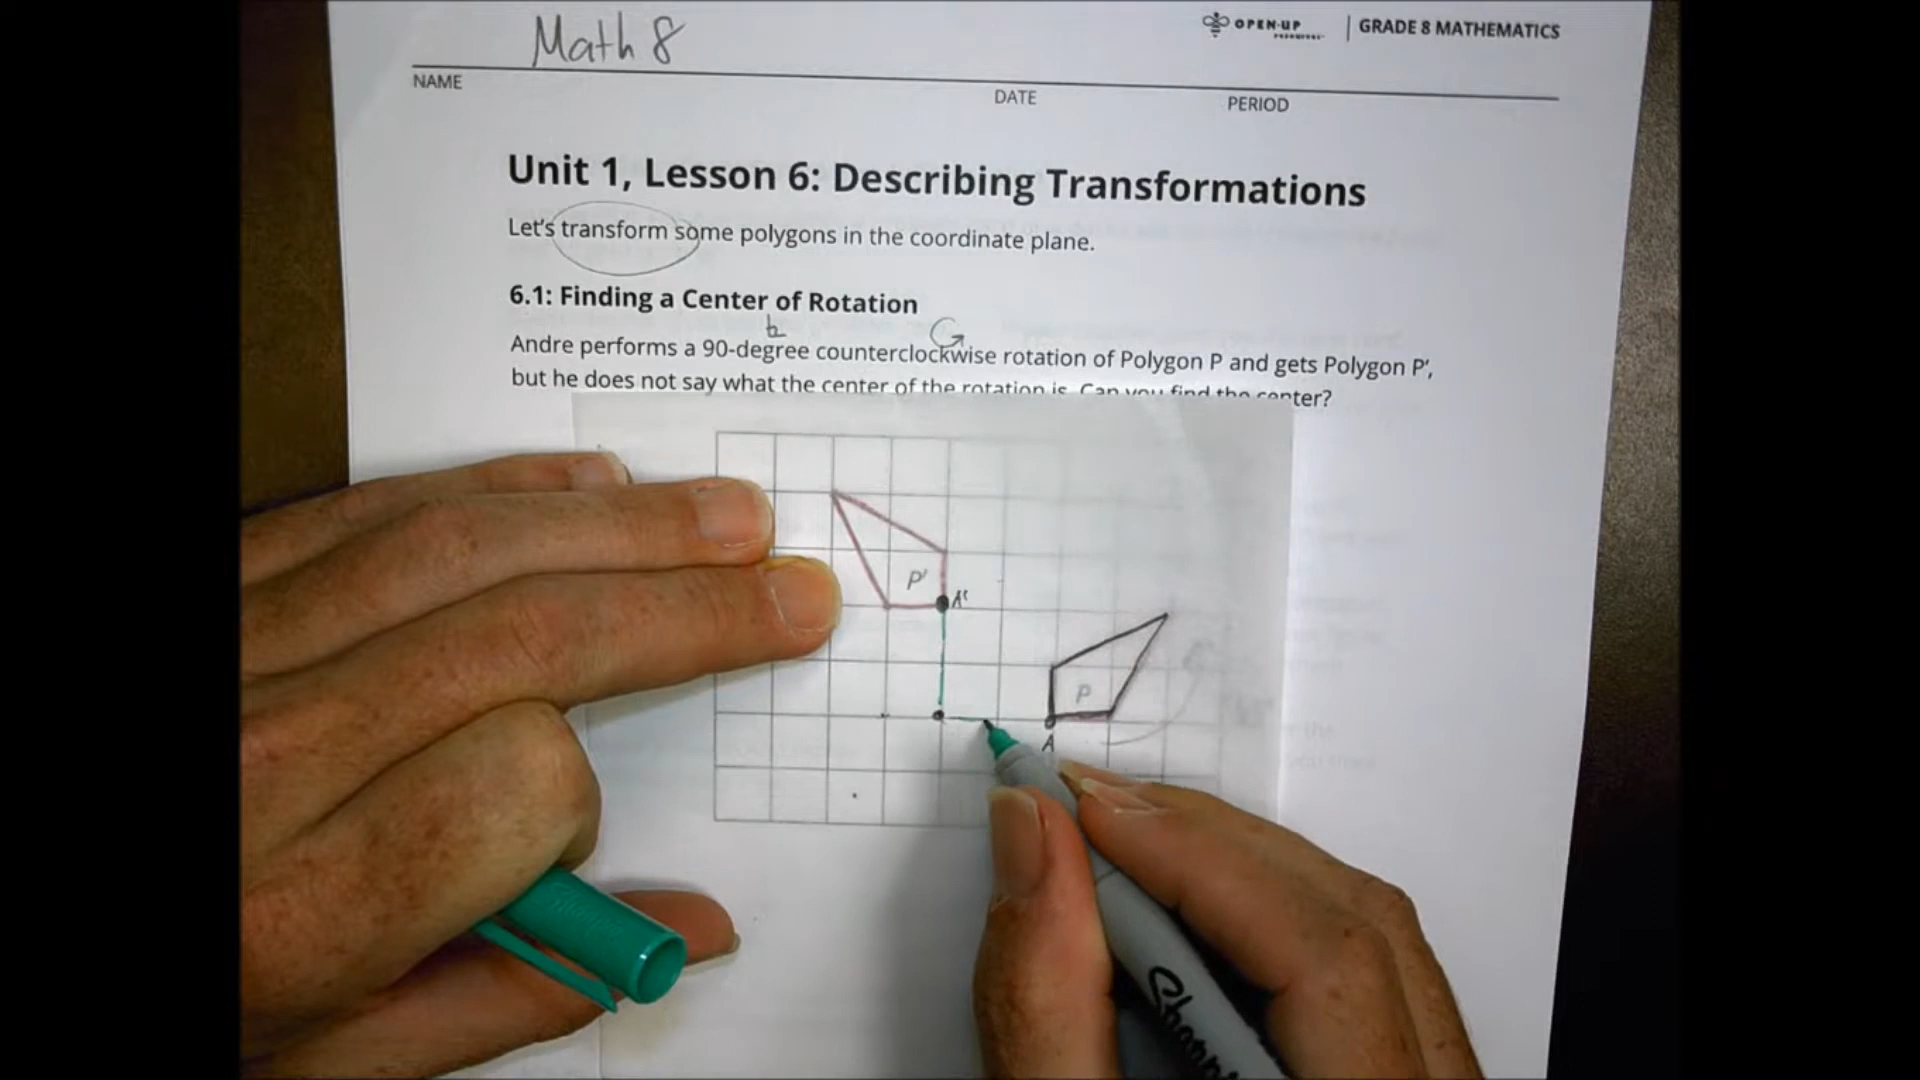 Math 8
OPEN-UP | GRADE 8 MATHEMATICS
NAME DATE PERIOD
Unit 1, Lesson 6: Describing Transformations
Let's transform some polygons in the coordinate plane.
6.1: Finding a Center of Rotation
Andre performs a 90-degree counterclockwise rotation of Polygon P and gets Polygon P′,
but he does not say what the center of the rotation is. Can you find the center?
P'
A'
P
A